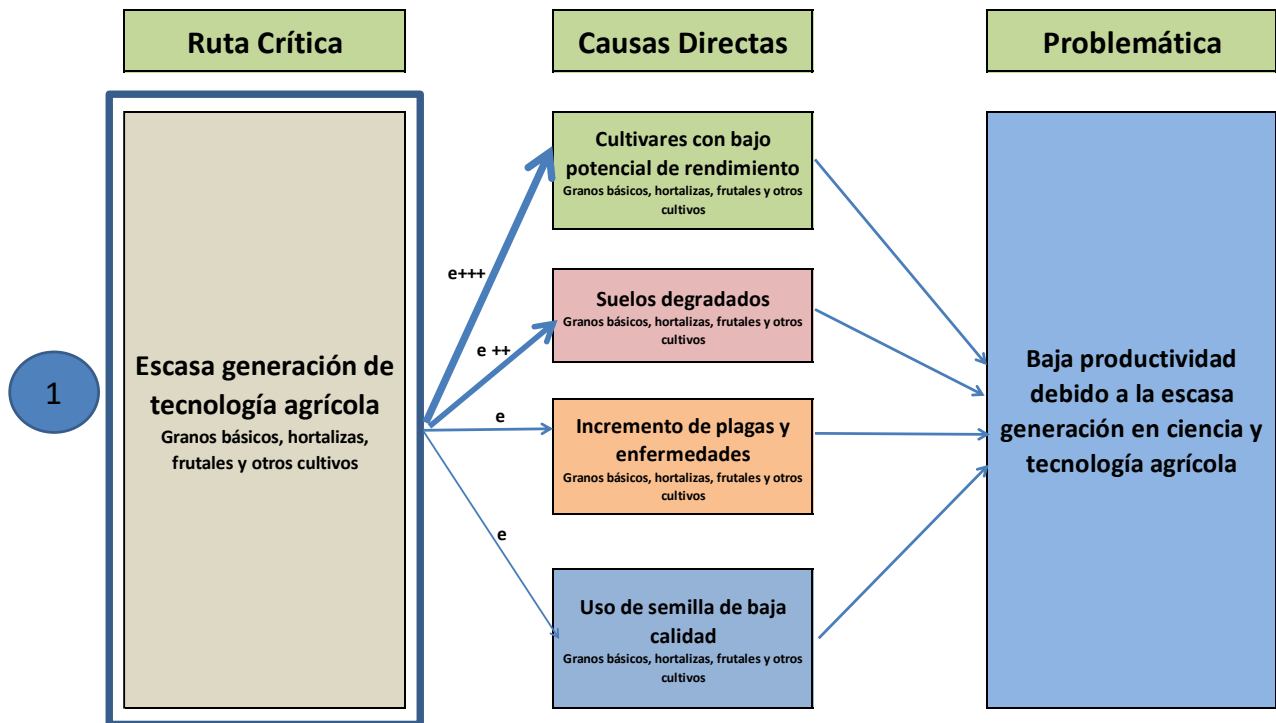 Ruta Crítica
Causas Directas
Problemática
1
Escasa generación de
tecnología agrícola
Granos básicos, hortalizas,
frutales y otros cultivos
e+++
e ++
e
e
Cultivares con bajo
potencial de rendimiento
Granos básicos, hortalizas, frutales y otros
cultivos
Suelos degradados
Granos básicos, hortalizas, frutales y otros
cultivos
Incremento de plagas y
enfermedades
Granos básicos, hortalizas, frutales y otros
cultivos
Uso de semilla de baja
calidad
Granos básicos, hortalizas, frutales y otros
cultivos
Baja productividad
debido a la escasa
generación en ciencia y
tecnología agrícola